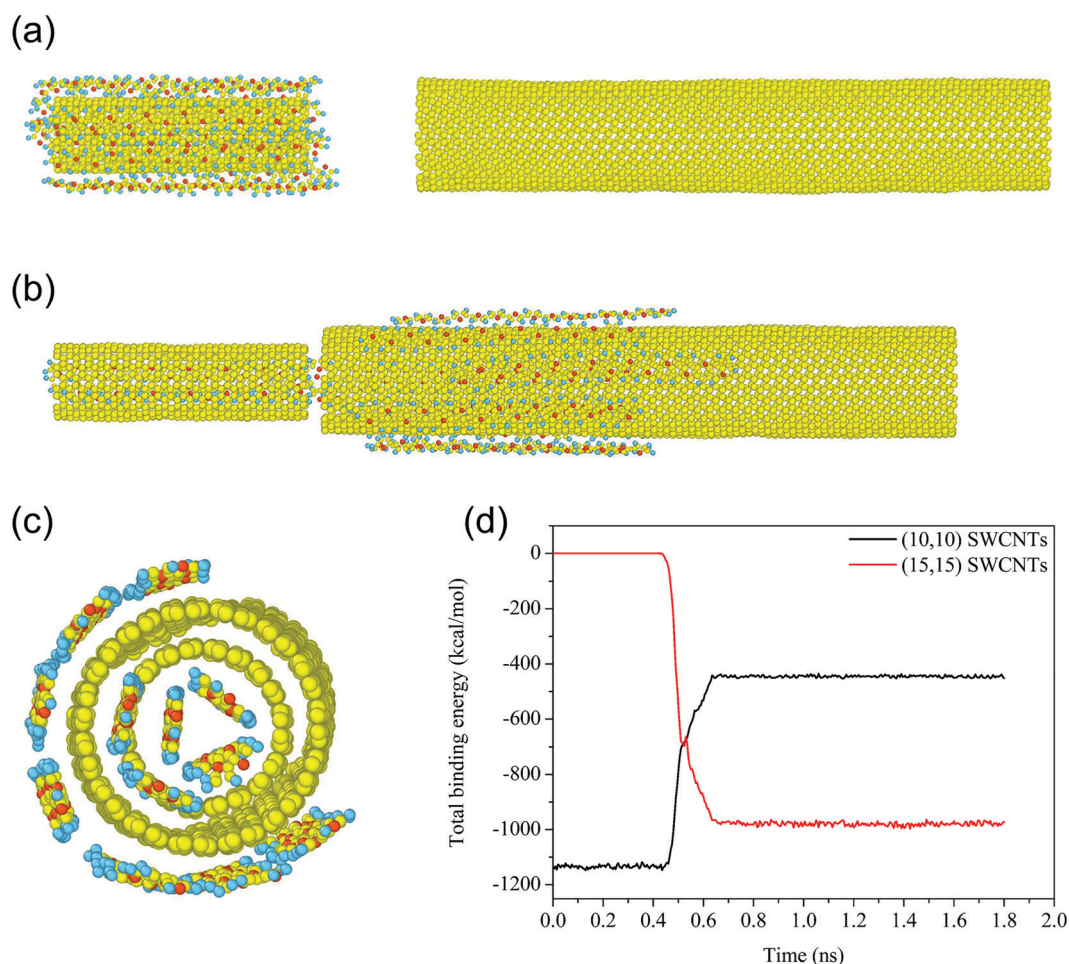 (a)
(b)
(c)
(d)
(10,10) SWCNTs
(15,15) SWCNTs
Total binding energy (kcal/mol)
0
-200
-400
-600
-800
-1000
-1200
0.0 0.2 0.4 0.6 0.8 1.0 1.2 1.4 1.6 1.8 2.0
Time (ns)